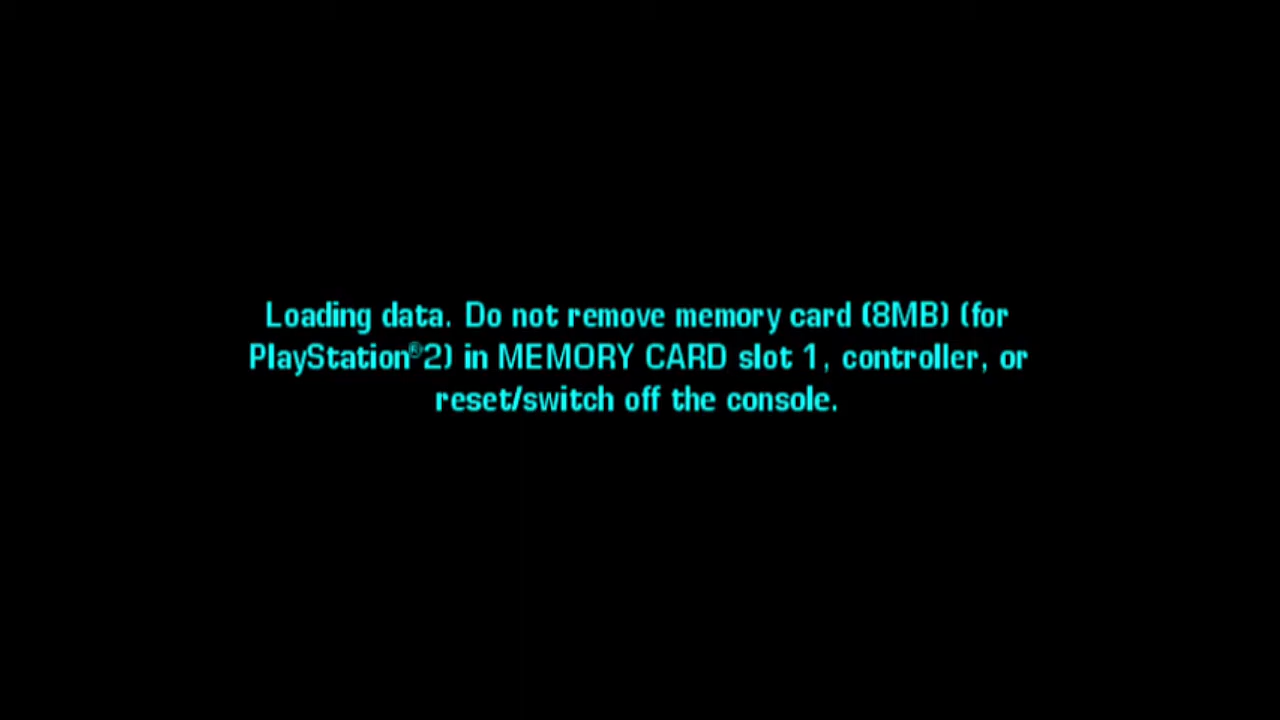 Loading data. Do not remove memory card (8MB) (for
PlayStation®2) in MEMORY CARD slot 1, controller, or
reset/switch off the console.